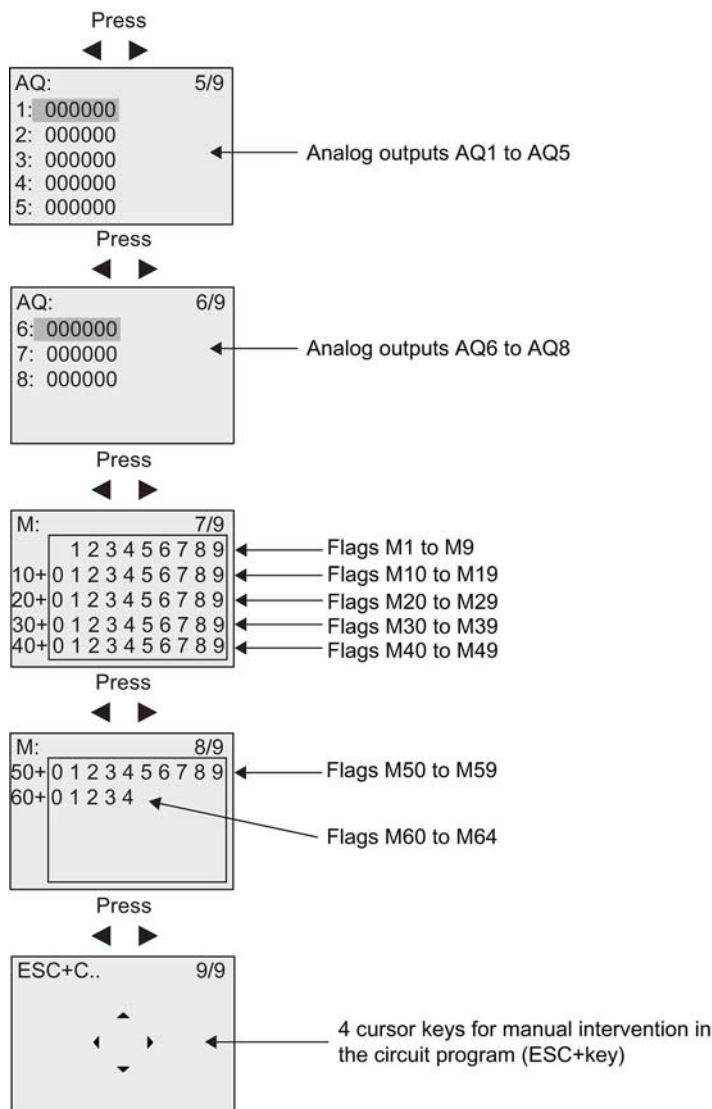 Press
AQ: 5/9
1: 000000
2: 000000
3: 000000
4: 000000
5: 000000
Analog outputs AQ1 to AQ5
Press
AQ: 6/9
6: 000000
7: 000000
8: 000000
Analog outputs AQ6 to AQ8
Press
M: 7/9
1 2 3 4 5 6 7 8 9 Flags M1 to M9
10+0 1 2 3 4 5 6 7 8 9 Flags M10 to M19
20+0 1 2 3 4 5 6 7 8 9 Flags M20 to M29
30+0 1 2 3 4 5 6 7 8 9 Flags M30 to M39
40+0 1 2 3 4 5 6 7 8 9 Flags M40 to M49
Press
M: 8/9
50+0 1 2 3 4 5 6 7 8 9 Flags M50 to M59
60+0 1 2 3 4
Flags M60 to M64
Press
ESC+C.. 9/9
4 cursor keys for manual intervention in
the circuit program (ESC+key)